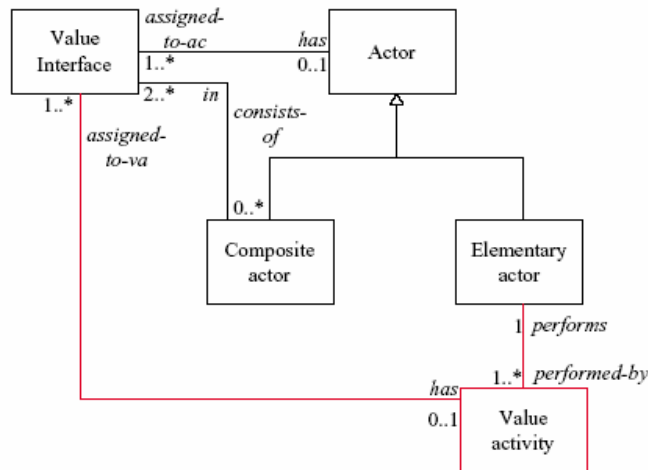 Value
Interface
assigned-
to-ac
1..*
has
0..1
Actor
1..*
2..*
in
consists-
of
assigned-
to-va
0..*
Composite
actor
Elementary
actor
1
performs
1..*
performed-by
has
0..1
Value
activity